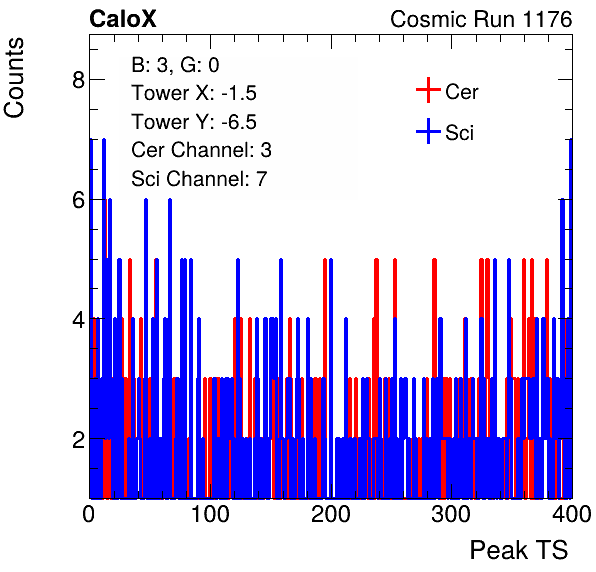 CaloX Cosmic Run 1176
Counts
B: 3, G: 0
Tower X: -1.5
Tower Y: -6.5
Cer Channel: 3
Sci Channel: 7
Cer
Sci
8
6
4
2
0 100 200 300 400
Peak TS